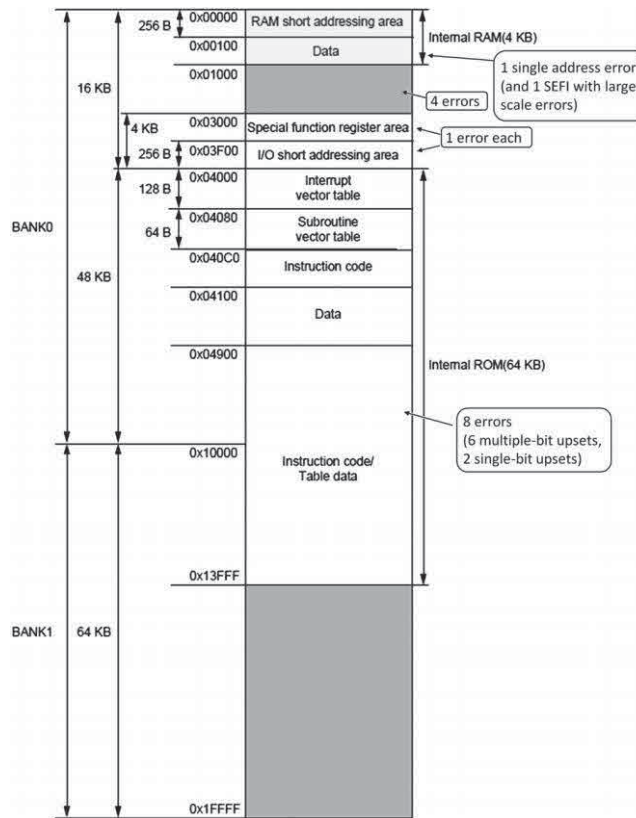 0x00000
256 B
RAM short addressing area
0x00100
Data
Internal RAM(4 KB)
0x01000
1 single address error
(and 1 SEFI with large
scale errors)
16 KB
4 errors
0x03000
4 KB
Special function register area
1 error each
256 B
0x03F00
I/O short addressing area
0x04000
128 B
Interrupt
vector table
0x04080
64 B
Subroutine
vector table
BANK0
0x040C0
Instruction code
48 KB
0x04100
Data
0x04900
Internal ROM(64 KB)
8 errors
(6 multiple-bit upsets,
2 single-bit upsets)
0x10000
Instruction code/
Table data
0x13FFF
BANK1
64 KB
0x1FFFF